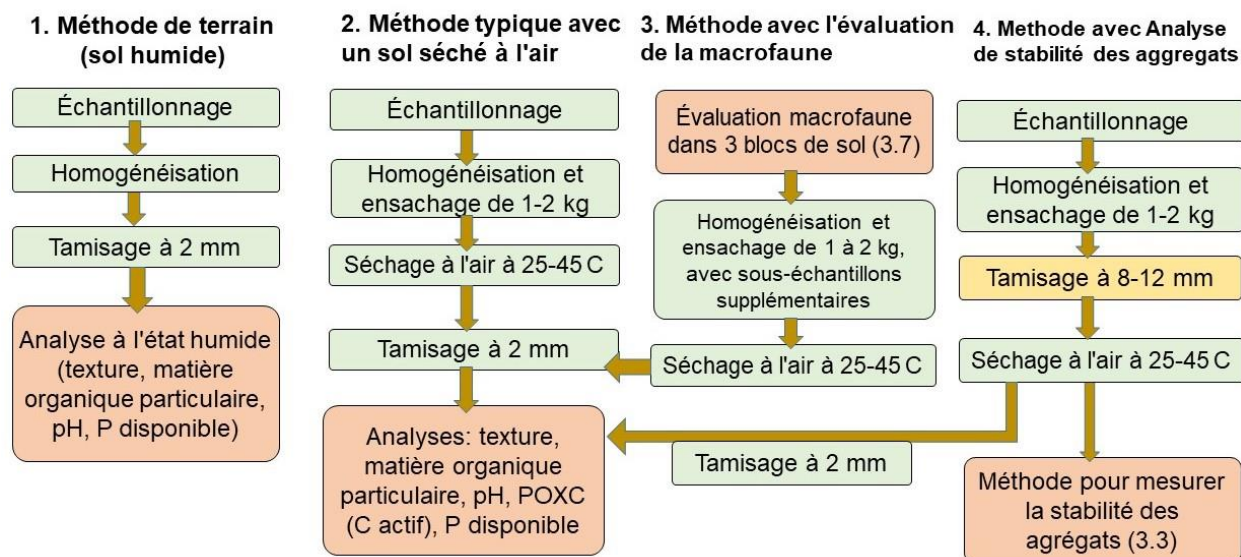 1. Méthode de terrain
(sol humide)
Échantillonnage
Homogénéisation
Tamisage à 2 mm
Analyse à l'état humide
(texture, matière
organique particulaire,
pH, P disponible)
2. Méthode typique avec
un sol séché à l'air
Échantillonnage
Homogénéisation et
ensachage de 1-2 kg
Séchage à l'air à 25-45 C
Tamisage à 2 mm
Analyses: texture,
matière organique
particulaire, pH, POXC
(C actif), P disponible
3. Méthode avec l'évaluation
de la macrofaune
Évaluation macrofaune
dans 3 blocs de sol (3.7)
Homogénéisation et
ensachage de 1 à 2 kg,
avec sous-échantillons
supplémentaires
Séchage à l'air à 25-45 C
Tamisage à 2 mm
4. Methode avec Analyse
de stabilité des aggregats
Échantillonnage
Homogénéisation et
ensachage de 1-2 kg
Tamisage à 8-12 mm
Séchage à l'air à 25-45 C
Méthode pour mesurer
la stabilité des
agrégats (3.3)